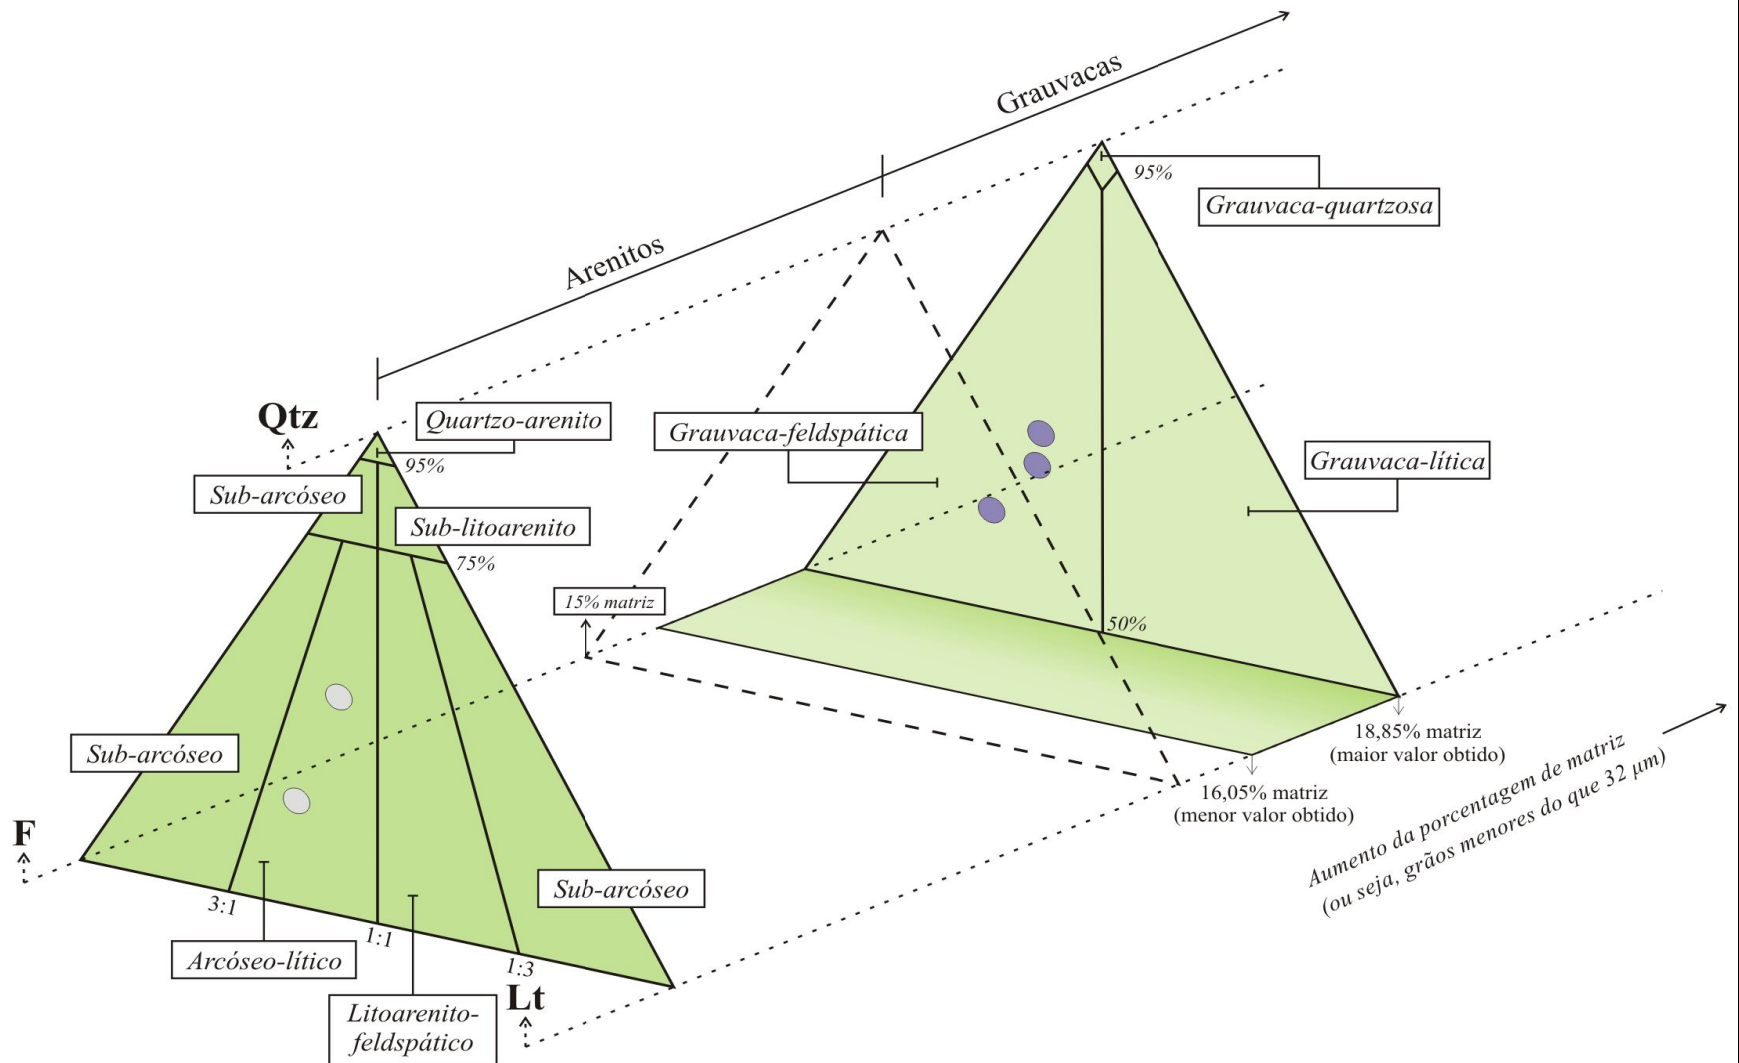 Grauvacas
95%
Grauvaca-quartzosa
Arenitos
Qtz
Quartzo-arenito
95%
Sub-arcóseo
Sub-litoarenito
75%
Grauvaca-feldspática
Grauvaca-lítica
15% matriz
50%
Sub-arcóseo
18,85% matriz
(maior valor obtido)
16,05% matriz
(menor valor obtido)
Aumento da porcentagem de matriz
(ou seja, grãos menores do que 32 μm)
F
Sub-arcóseo
3:1
1:1
1:3
Arcóseo-lítico
Lt
Litoarenito-
feldspático